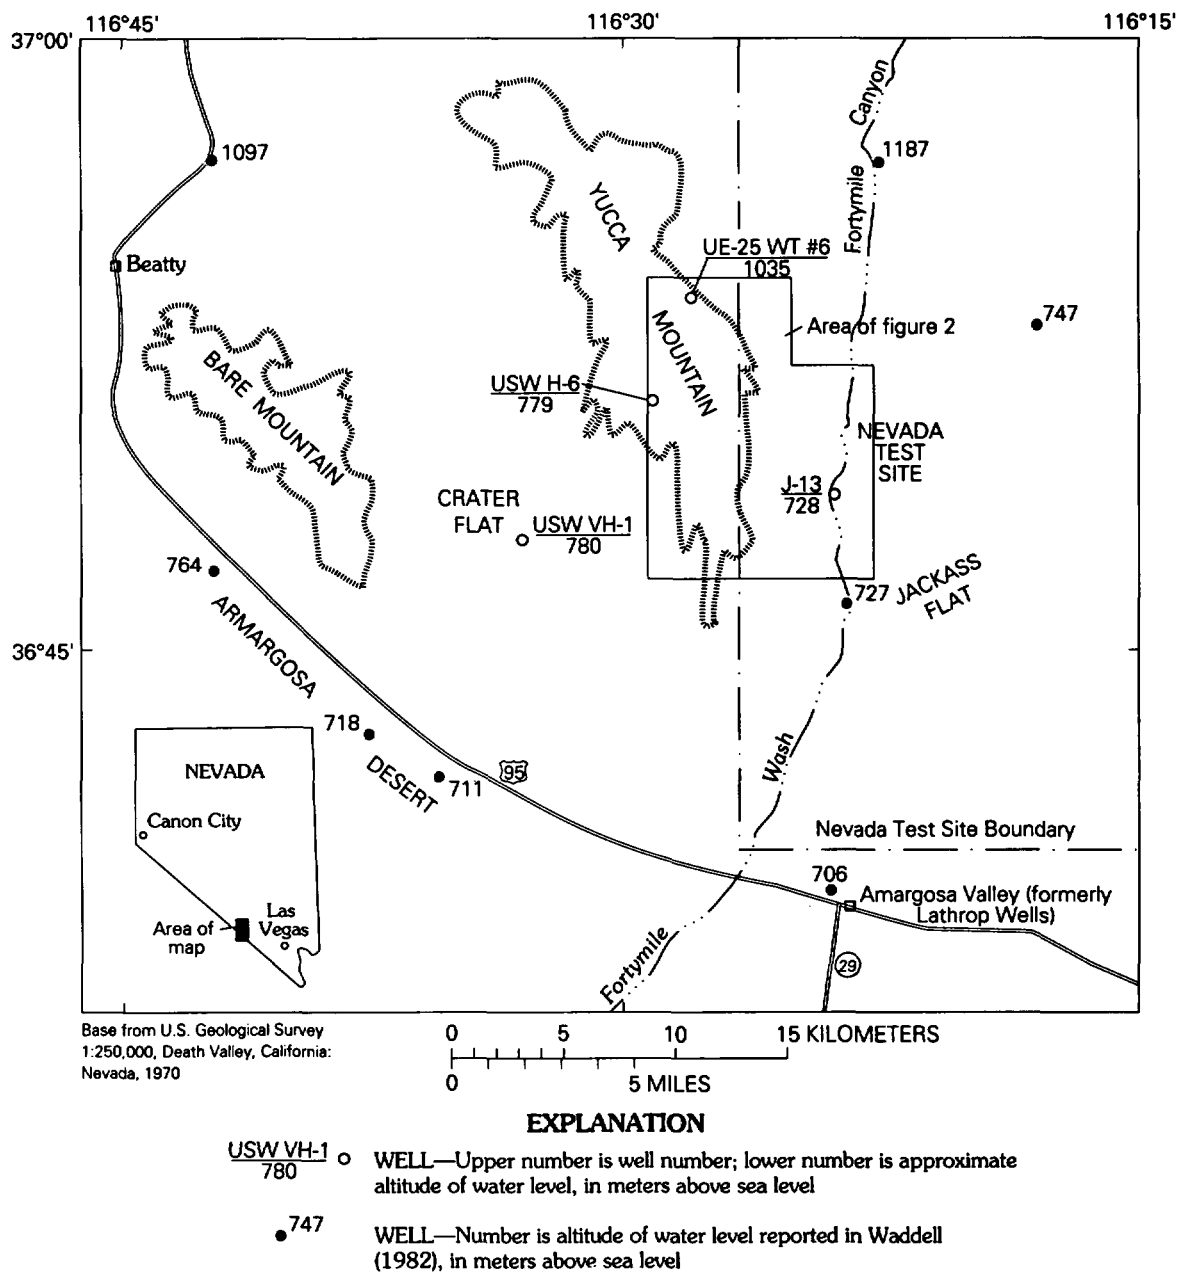 116°45'
116°30'
116°15'
37°00'
Canyon
Fortymile
1097
1187
YUCCA
MOUNTAIN
UE-25 WT #6
1035
Beatty
Area of figure 2
747
BARE MOUNTAIN
USW H-6
779
NEVADA
TEST
SITE
J-13
728
CRATER
FLAT
USW VH-1
780
764
727
JACKASS
FLAT
ARMARGOSA
DESERT
36°45'
718
711
95
Wash
Fortymile
NEVADA
Canon City
Las
Vegas
Area of
map
Nevada Test Site Boundary
706
Amargosa Valley (formerly
Lathrop Wells)
29
Base from U.S. Geological Survey
1:250,000, Death Valley, California:
Nevada, 1970
0 5 10 15 KILOMETERS
0 5 MILES
EXPLANATION
USW VH-1
780
WELL—Upper number is well number; lower number is approximate
altitude of water level, in meters above sea level
747
WELL—Number is altitude of water level reported in Waddell
(1982), in meters above sea level